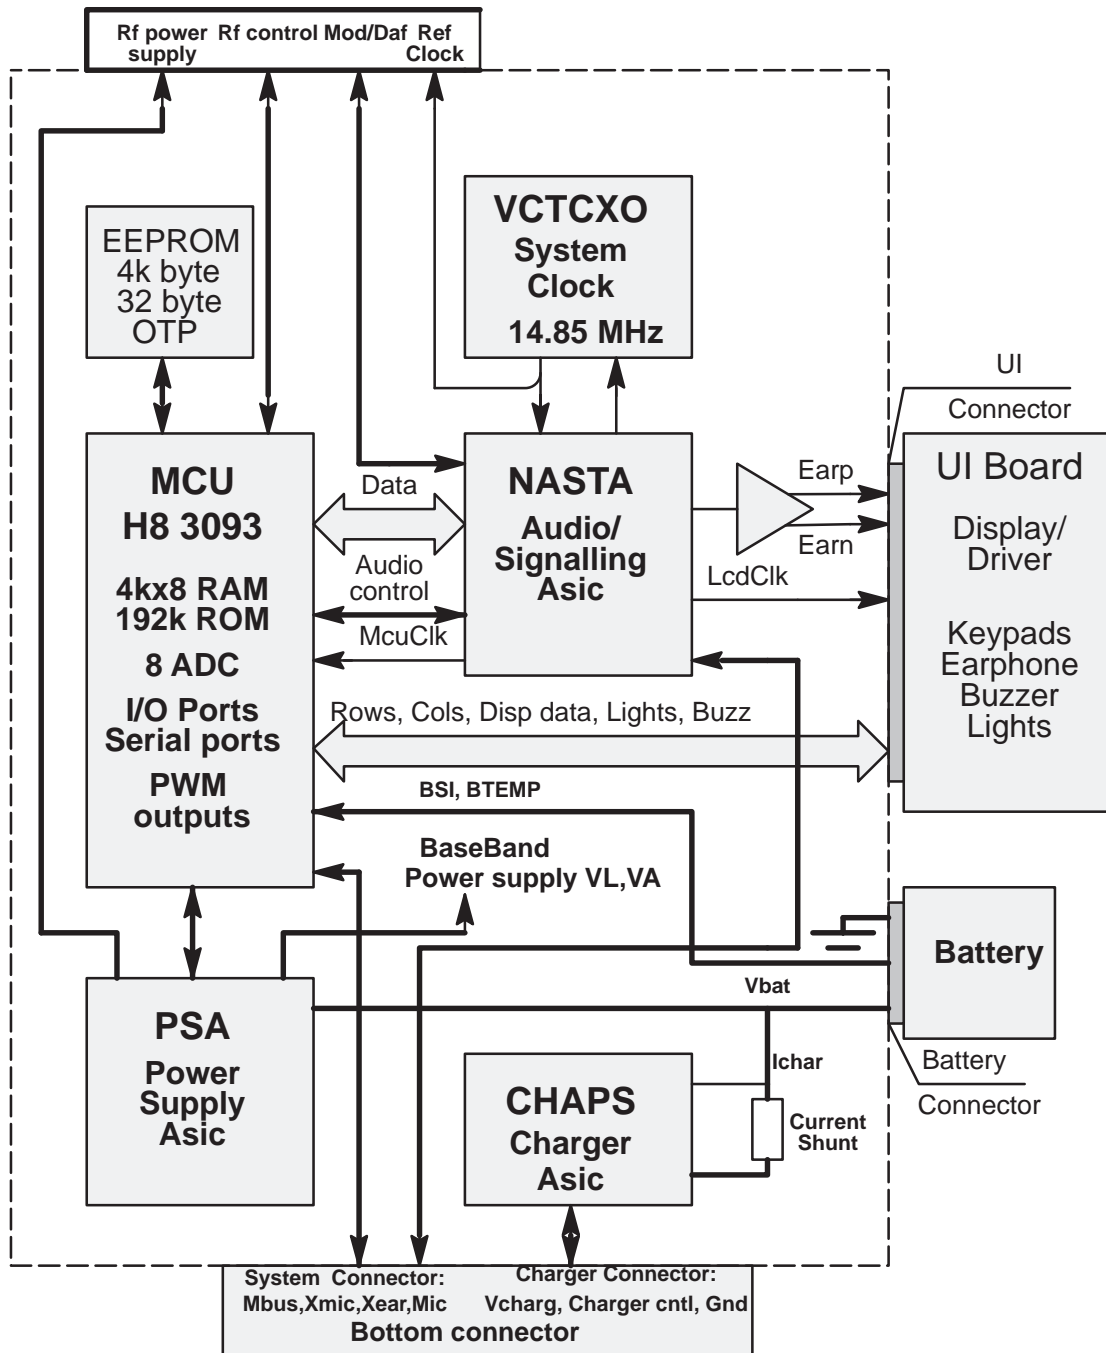 Rf power Rf control Mod/Daf Ref
supply Clock
EEPROM
4k byte
32 byte
OTP
VCTCXO
System
Clock
14.85 MHz
UI
Connector
MCU
H8 3093
4kx8 RAM
192k ROM
8 ADC
I/O Ports
Serial ports
PWM
outputs
Data
Audio
control
McuClk
NASTA
Audio/
Signalling
Asic
Earp
Earn
LcdClk
UI Board
Display/
Driver
Keypads
Earphone
Buzzer
Lights
Rows, Cols, Disp data, Lights, Buzz
BSI, BTEMP
BaseBand
Power supply VL,VA
Battery
Vbat
PSA
Power
Supply
Asic
CHAPS
Charger
Asic
Ichar
Current
Shunt
Battery
Connector
System Connector:
Mbus,Xmic,Xear,Mic
Charger Connector:
Vcharg, Charger cntl, Gnd
Bottom connector